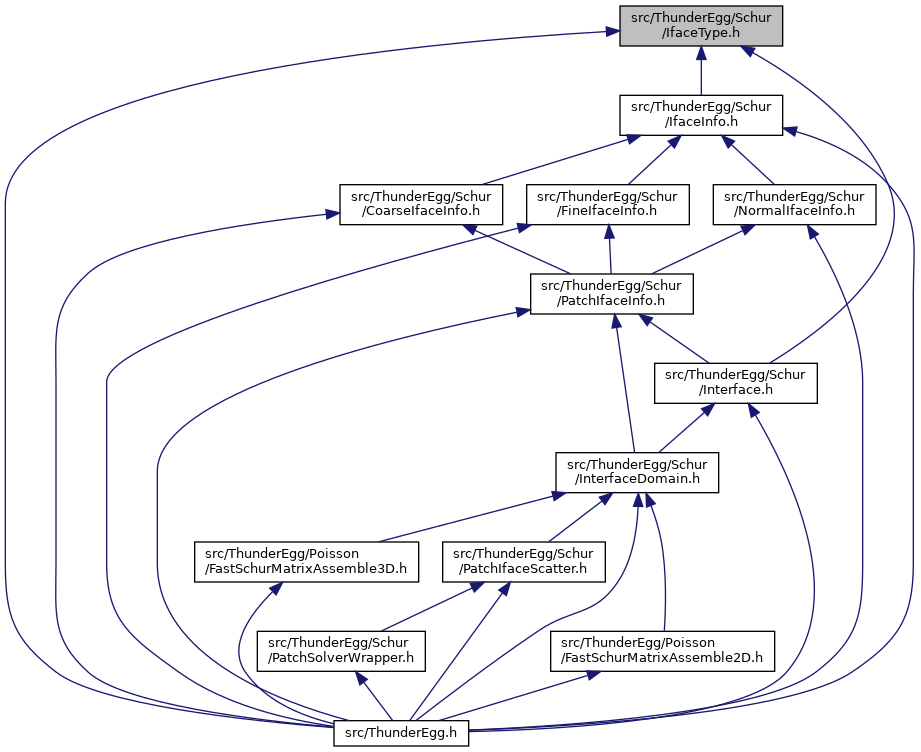 src/ThunderEgg/Schur
/IfaceType.h
src/ThunderEgg/Schur
/IfaceInfo.h
src/ThunderEgg/Schur
/CoarseIfaceInfo.h
src/ThunderEgg/Schur
/FineIfaceInfo.h
src/ThunderEgg/Schur
/NormalIfaceInfo.h
src/ThunderEgg/Schur
/PatchIfaceInfo.h
src/ThunderEgg/Schur
/Interface.h
src/ThunderEgg/Schur
/InterfaceDomain.h
src/ThunderEgg/Poisson
/FastSchurMatrixAssemble3D.h
src/ThunderEgg/Schur
/PatchIfaceScatter.h
src/ThunderEgg/Schur
/PatchSolverWrapper.h
src/ThunderEgg/Poisson
/FastSchurMatrixAssemble2D.h
src/ThunderEgg.h